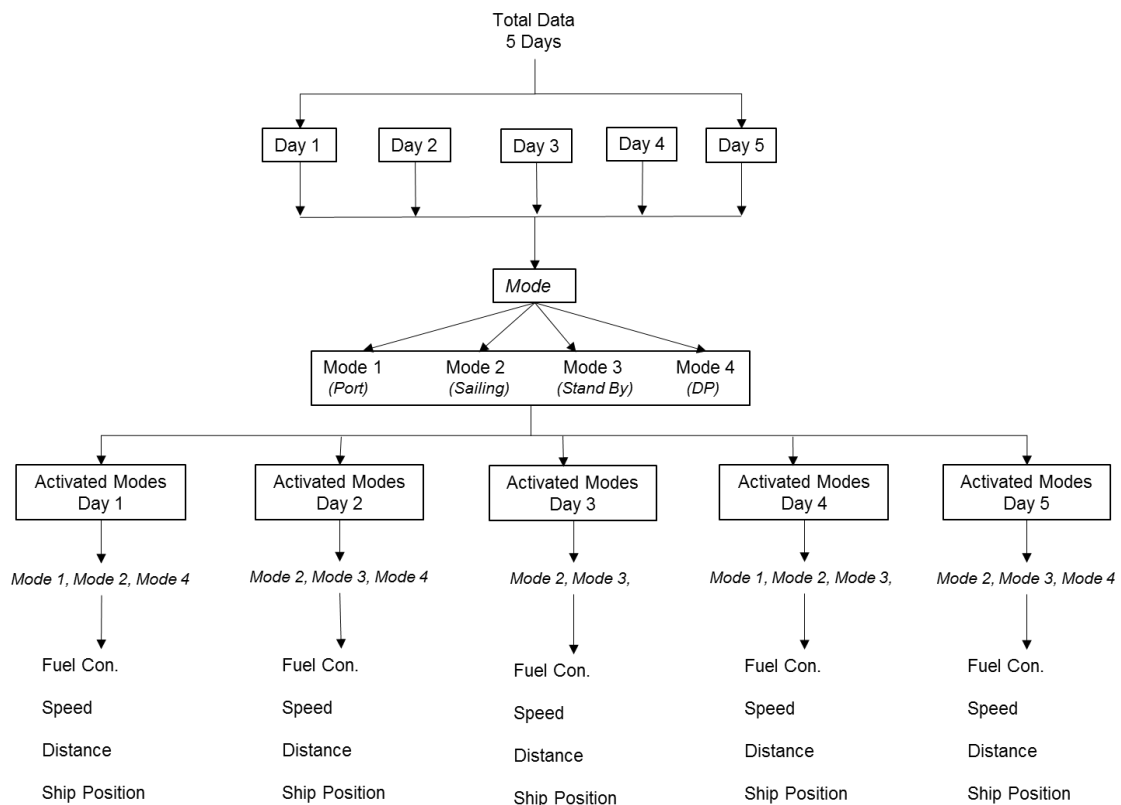 Total Data
5 Days
Day 1
Day 2
Day 3
Day 4
Day 5
Mode
Mode 1
(Port)
Mode 2
(Sailing)
Mode 3
(Stand By)
Mode 4
(DP)
Activated Modes
Day 1
Activated Modes
Day 2
Activated Modes
Day 3
Activated Modes
Day 4
Activated Modes
Day 5
Mode 1, Mode 2, Mode 4
Mode 2, Mode 3, Mode 4
Mode 2, Mode 3,
Mode 1, Mode 2, Mode 3,
Mode 2, Mode 3, Mode 4
Fuel Con.
Speed
Distance
Ship Position
Fuel Con.
Speed
Distance
Ship Position
Fuel Con.
Speed
Distance
Ship Position
Fuel Con.
Speed
Distance
Ship Position
Fuel Con.
Speed
Distance
Ship Position